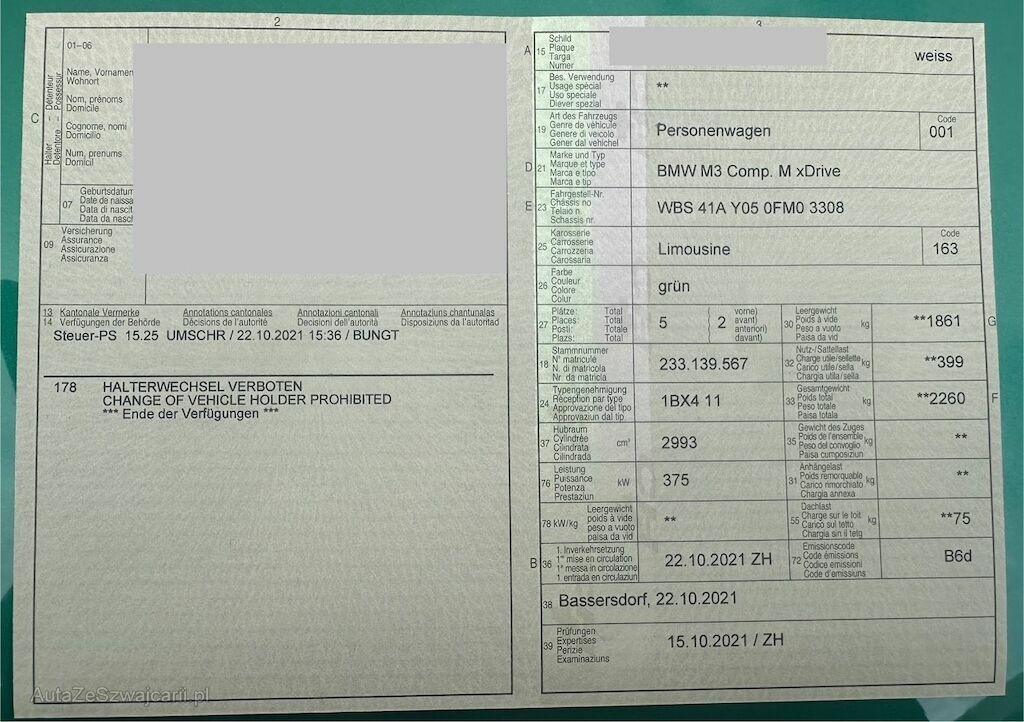 2
01-06
Halter – Détenteur
Detentore – Possessur
C
Name, Vornamen
Wohnort
Nom, prénoms
Domicile
Cognome, nomi
Domicilio
Num, prenums
Domicil
07
Geburtsdatum
Date de naissa
Data di nascit
Data da nascit
09
Versicherung
Assurance
Assicurazione
Assicuranza
13 Kantonale Vermerke Annotations cantonales Annotazioni cantonali Annotaziuns chantunalas
14 Verfügungen der Behörde Décisions de l'autorité Decisioni dell'autorità Disposiziuns da l'autoritad
Steuer-PS 15.25 UMSCHR / 22.10.2021 15:36 / BUNGT
178 HALTERWECHSEL VERBOTEN
CHANGE OF VEHICLE HOLDER PROHIBITED
*** Ende der Verfügungen ***
3
A 15
Schild
Plaque
Targa
Numer
weiss
17
Bes. Verwendung
Usage spécial
Uso speciale
Diever spezial
**
19
Art des Fahrzeugs
Genre de véhicule
Genere di veicolo
Gener dal vehichel
Personenwagen
Code
001
D 21
Marke und Typ
Marque et type
Marca e tipo
Marca e tip
BMW M3 Comp. M xDrive
E 23
Fahrgestell-Nr.
Châssis no
Telaio n.
Schassis nr.
WBS 41A Y05 0FM0 3308
25
Karosserie
Carrosserie
Carrozzeria
Carossaria
Limousine
Code
163
26
Farbe
Couleur
Colore
Colur
grün
27
Plätze: Total
Places: Total
Posti: Totale
Plazs: Total
5
( 2
vorne)
avant)
anteriori)
davant)
30
Leergewicht
Poids à vide
Peso a vuoto
Paisa da vid
kg
**1861
G
18
Stammnummer
N° matricule
N. di matricola
Nr. da matricla
233.139.567
32
Nutz-/Sattellast
Charge utile/sellette
Carico utile/sella
Chargia utila/sella
kg
**399
24
Typengenehmigung
Réception par type
Approvazione del tipo
Approvaziun dal tip
1BX4 11
33
Gesamtgewicht
Poids total
Peso totale
Paisa totala
kg
**2260
F
37
Hubraum
Cylindrée
Cilindrata
Cilindrada
cm³
2993
35
Gewicht des Zuges
Poids de l'ensemble
Peso del convoglio
Paisa cumposiziun
kg
**
76
Leistung
Puissance
Potenza
Prestaziun
kW
375
31
Anhängelast
Poids remorquable
Carico rimorchiato
Chargia annexa
kg
**
78 kW/kg
Leergewicht
poids à vide
peso a vuoto
paisa da vid
**
55
Dachlast
Charge sur le toit
Carico sul tetto
Chargia sin il tetg
kg
**75
B 36
1. Inverkehrsetzung
1re mise en circulation
1a messa in circolazione
1. entrada en circulaziun
22.10.2021 ZH
72
Emissionscode
Code émissions
Codice emissioni
Code d'emissiuns
B6d
38 Bassersdorf, 22.10.2021
39
Prüfungen
Expertises
Perizie
Examinaziuns
15.10.2021 / ZH
AutaZeSzwajcarii.pl